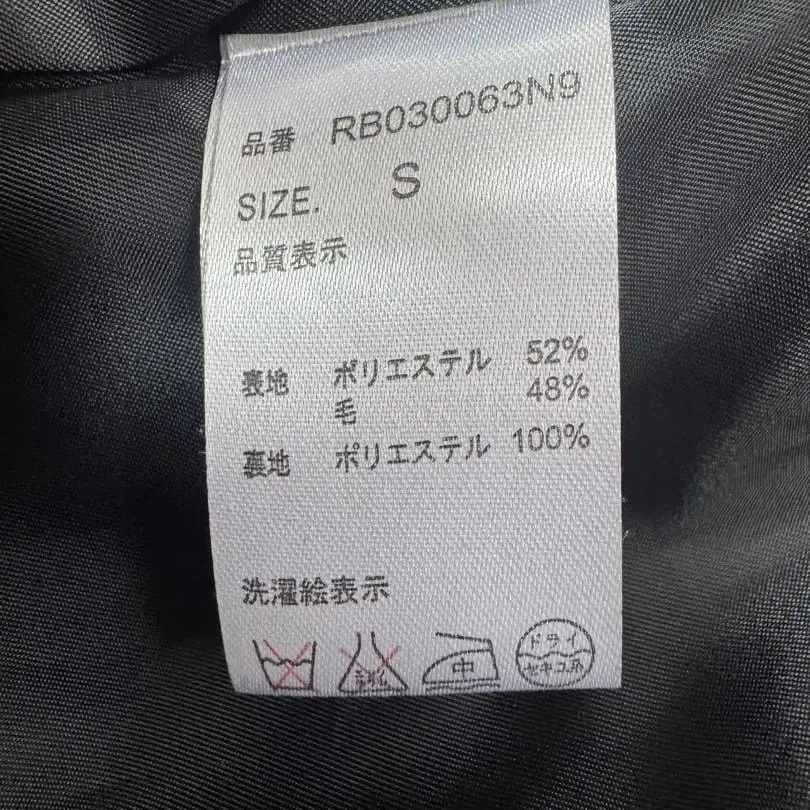 品番 RB030063N9
SIZE. S
品質表示
表地 ポリエステル 52%
毛 48%
裏地 ポリエステル 100%
洗濯絵表示
中 ドライ
セキユ系